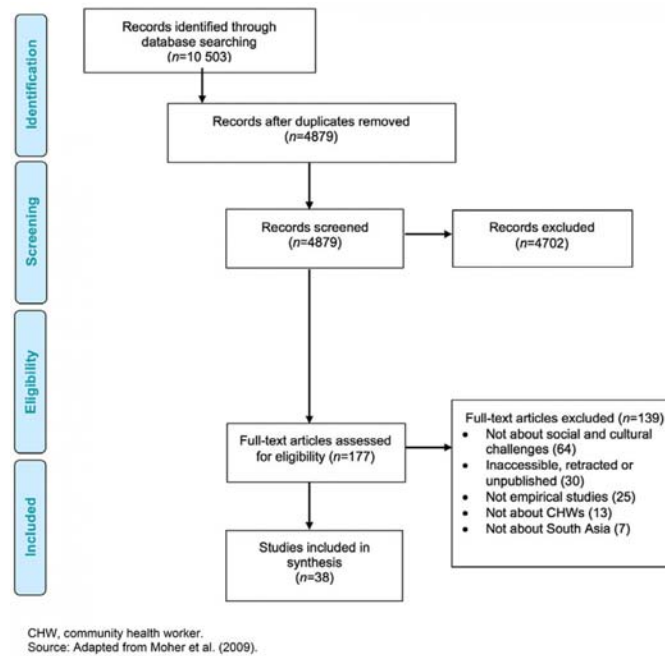 Identification
Records identified through
database searching
(n=10 503)
Records after duplicates removed
(n=4879)
Screening
Records screened
(n=4879)
Records excluded
(n=4702)
Eligibility
Full-text articles assessed
for eligibility (n=177)
Full-text articles excluded (n=139)
• Not about social and cultural
challenges (64)
• Inaccessible, retracted or
unpublished (30)
• Not empirical studies (25)
• Not about CHWs (13)
• Not about South Asia (7)
Included
Studies included in
synthesis
(n=38)
CHW, community health worker.
Source: Adapted from Moher et al. (2009).